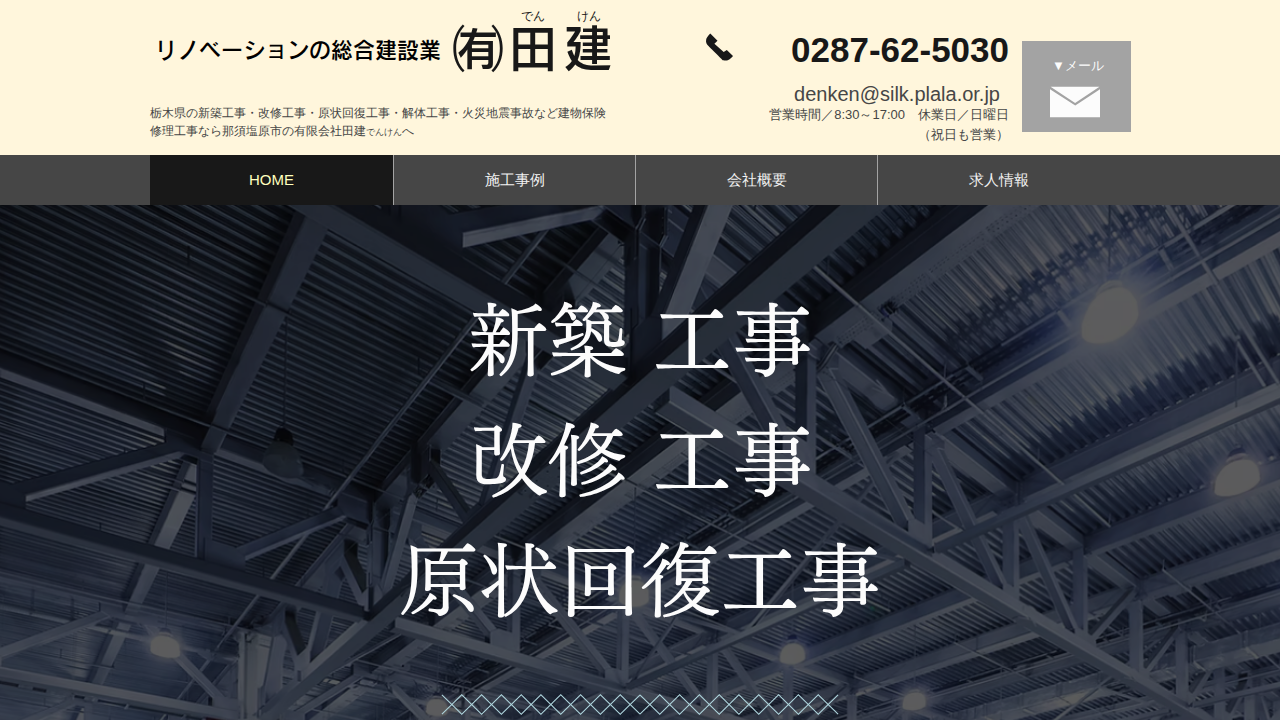 でん けん
リノベーションの総合建設業 ㈲田建
0287-62-5030
▼メール
denken@silk.plala.or.jp
栃木県の新築工事・改修工事・原状回復工事・解体工事・火災地震事故など建物保険
修理工事なら那須塩原市の有限会社田建でんけんへ
営業時間／8:30～17:00　休業日／日曜日
（祝日も営業）
HOME 施工事例 会社概要 求人情報
新築 工事
改修 工事
原状回復工事